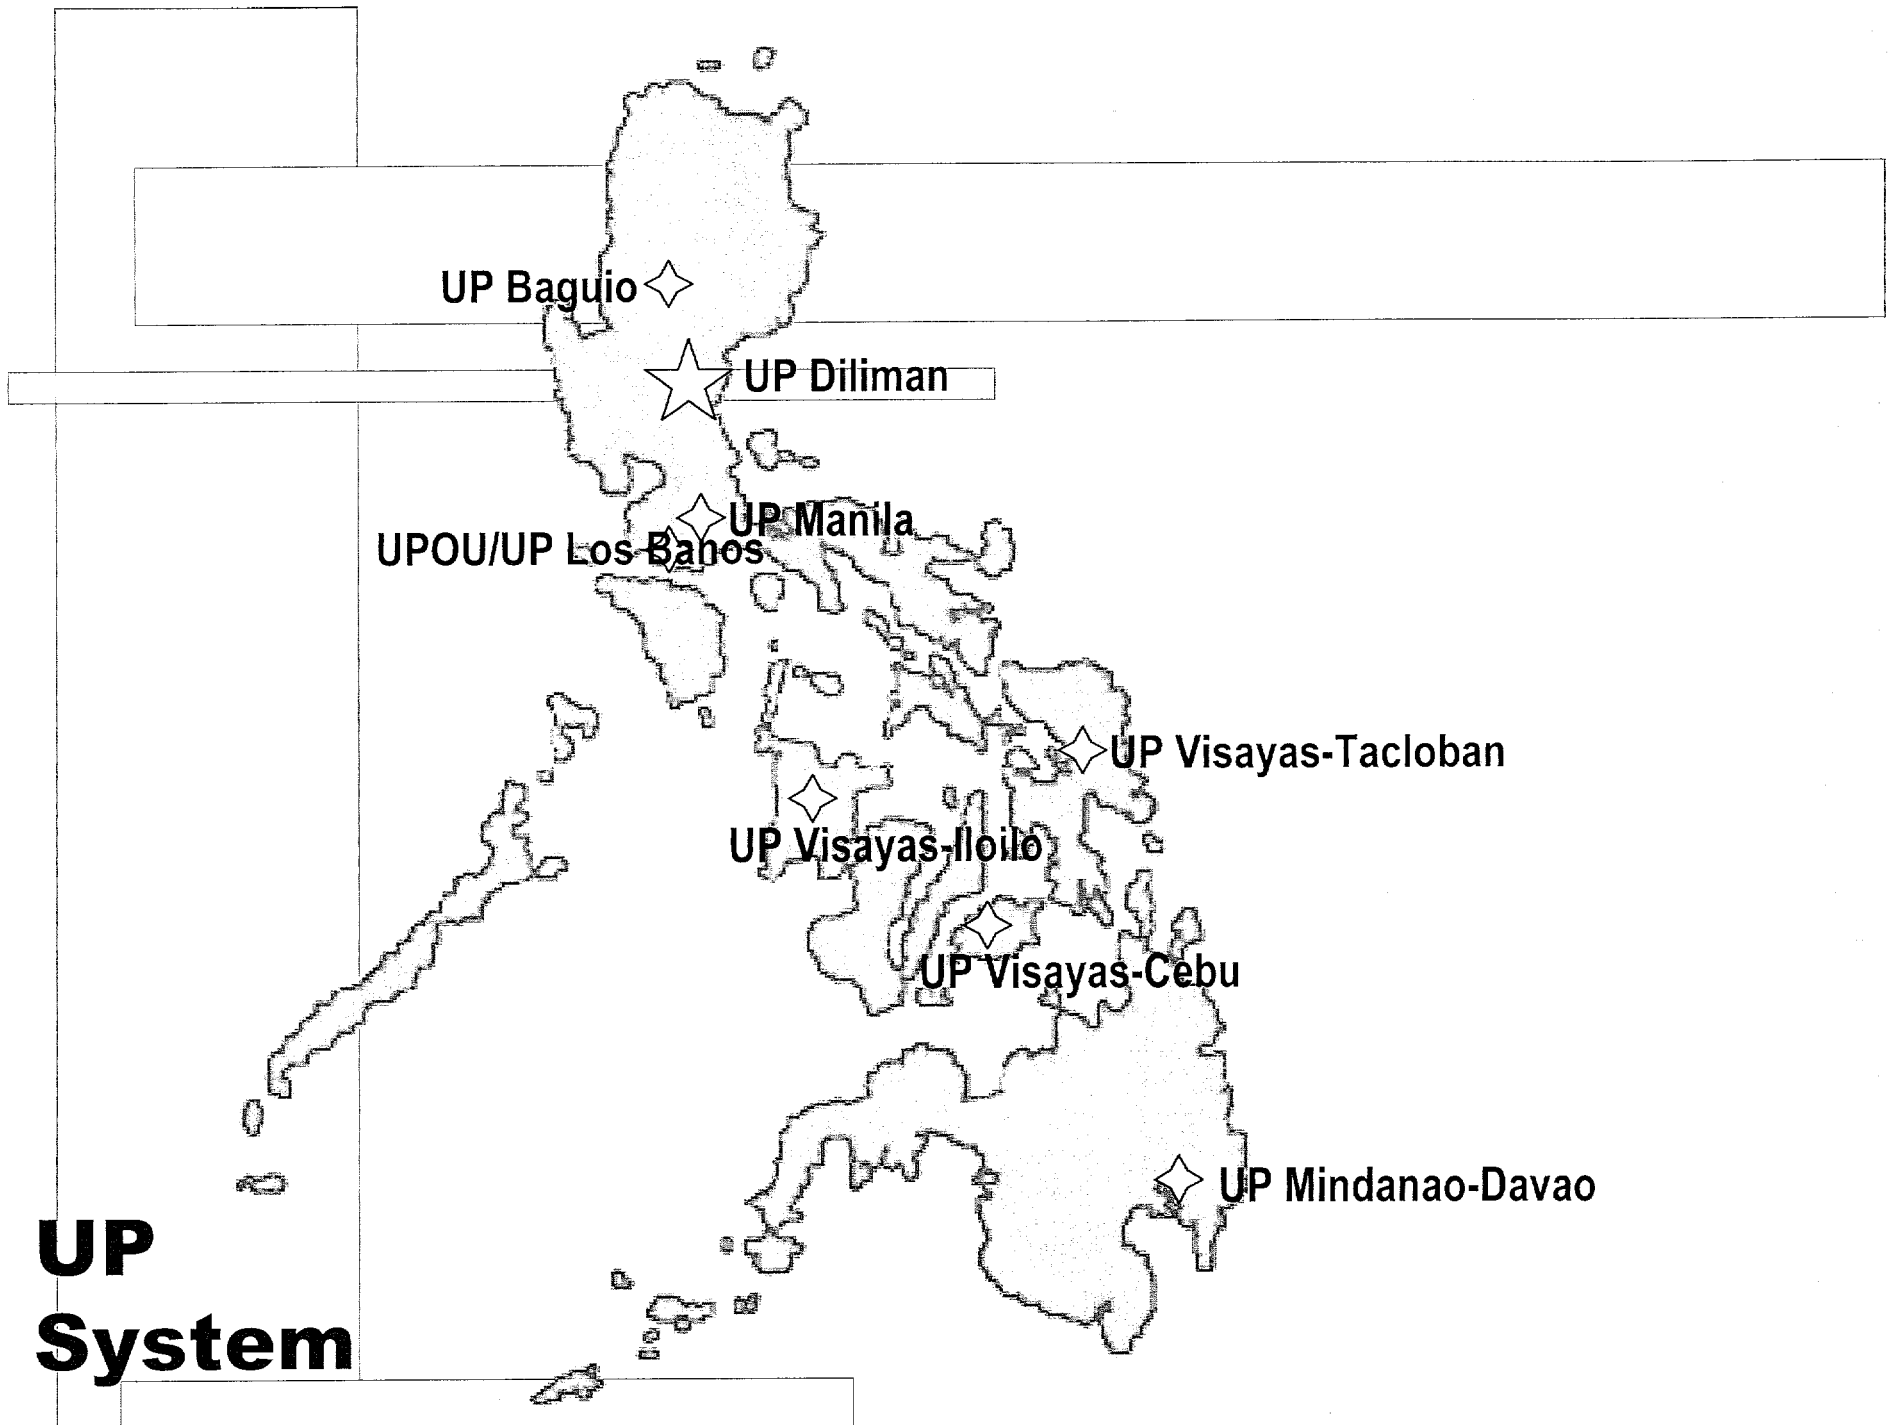 UP Baguio
UP Diliman
UP Manila
UPOU/UP Los Banos
UP Visayas-Tacloban
UP Visayas-Iloilo
UP Visayas-Cebu
UP Mindanao-Davao
UP
System